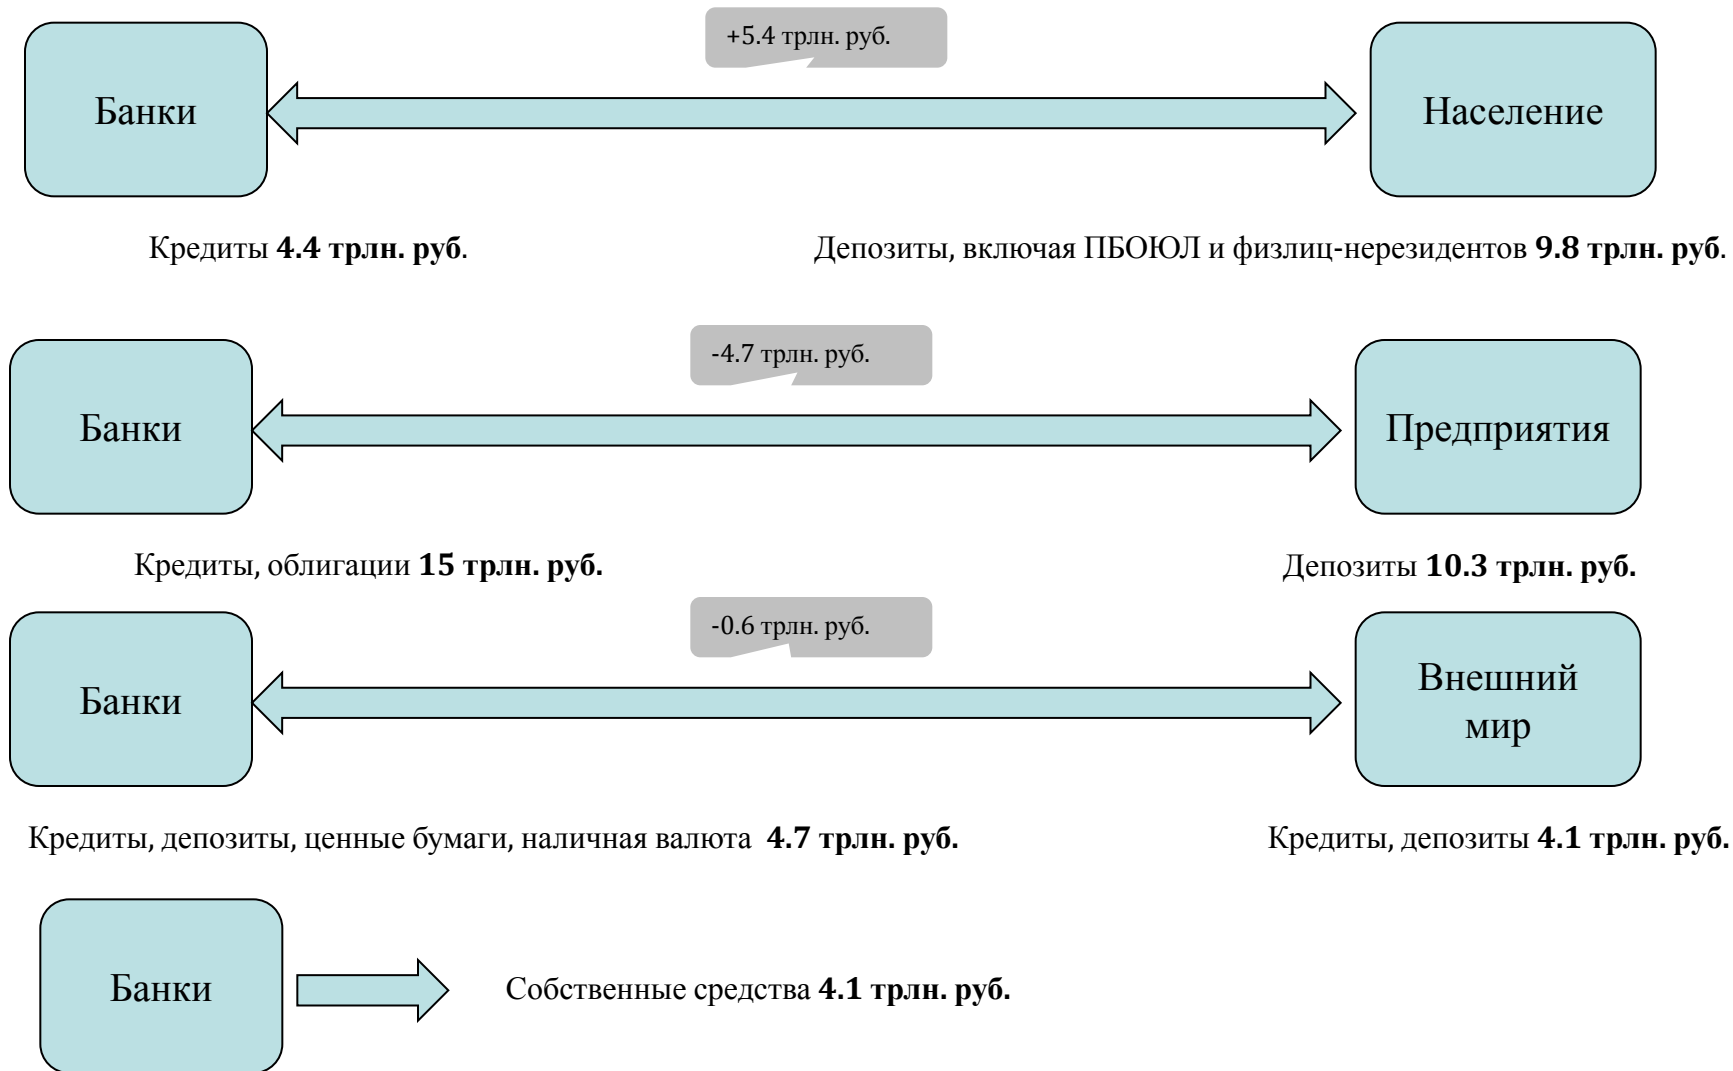 +5.4 трлн. руб.
Банки
Население
Кредиты 4.4 трлн. руб.
Депозиты, включая ПБОЮЛ и физлиц-нерезидентов 9.8 трлн. руб.
-4.7 трлн. руб.
Банки
Предприятия
Кредиты, облигации 15 трлн. руб.
Депозиты 10.3 трлн. руб.
-0.6 трлн. руб.
Банки
Внешний
мир
Кредиты, депозиты, ценные бумаги, наличная валюта 4.7 трлн. руб.
Кредиты, депозиты 4.1 трлн. руб.
Банки
Собственные средства 4.1 трлн. руб.